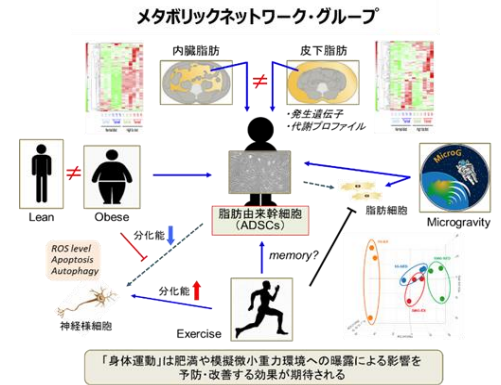 メタボリックネットワーク・グループ
内臓脂肪
≠
皮下脂肪
・発生遺伝子
・代謝プロファイル
MicroG
≠
Lean
Obese
脂肪由来幹細胞
(ADSCs)
脂肪細胞
Microgravity
ROS level
Apoptosis
Autophagy
分化能
memory?
分化能
神経様細胞
Exercise
「身体運動」は肥満や模擬微小重力環境への曝露による影響を
予防・改善する効果が期待される